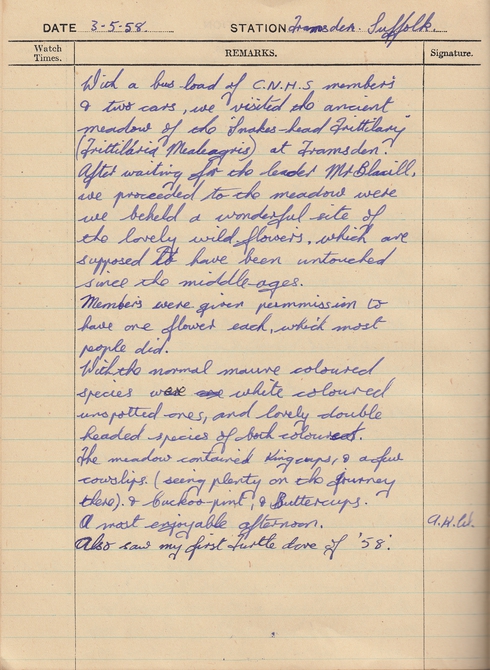 DATE 3-5-58. STATION Framsden. Suffolk.
Watch Times. REMARKS. Signature.
With a bus load of C.N.H.S members
& two cars, we visited the ancient
meadow of the "Snakes-head Frittilary"
(Frittilaria Mealeagris) at Framsden.
After waiting for the leader Mr
we proceeded to the meadow were
we beheld a wonderful site of
the lovely wild flowers, which are
supposed to have been untouched
since the middle-ages.
Members were given permmission to
have one flower each, which most
people did.
With the normal mauve coloured
species were white coloured
unspotted ones, and lovely double
headed species of both colours.
The meadow contained Kingcups, & a few
cowslips. (seeing plenty on the journey
there). & Cuckoo-pint, & Buttercups.
A most enjoyable afternoon. A.H.W.
Also saw my first Turtle dove of '58.